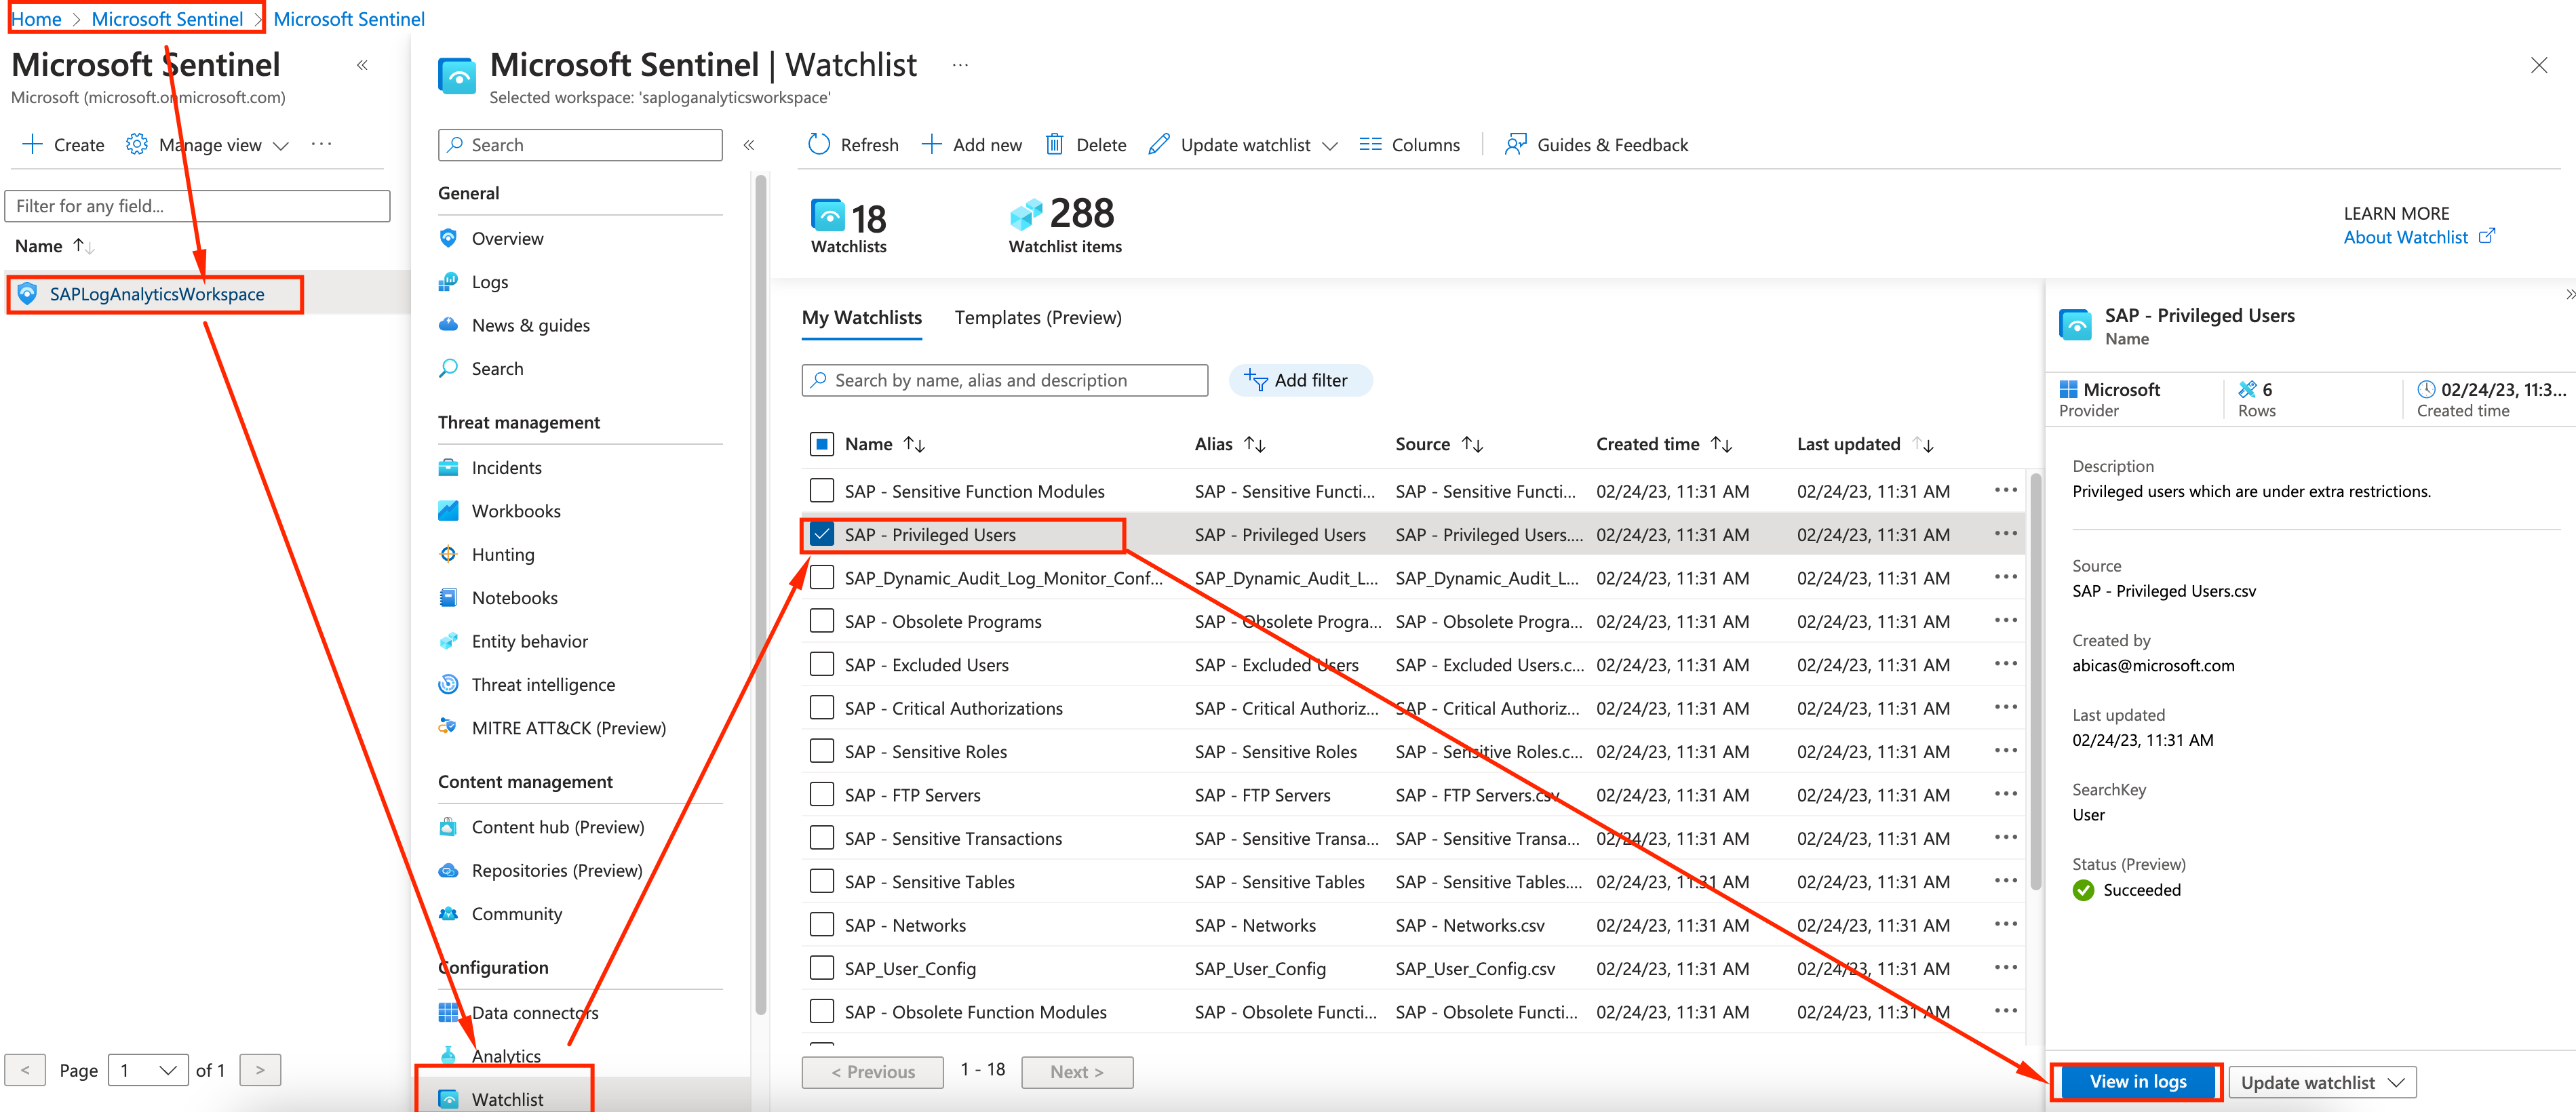 Home > Microsoft Sentinel > Microsoft Sentinel
Microsoft Sentinel «
Microsoft (microsoft.onmicrosoft.com)
+ Create Manage view ...
Filter for any field...
Name ↑↓
SAPLogAnalyticsWorkspace
< Page 1 of 1 >
Microsoft Sentinel | Watchlist ...
Selected workspace: 'saploganalyticsworkspace'
Search «
General
Overview
Logs
News & guides
Search
Threat management
Incidents
Workbooks
Hunting
Notebooks
Entity behavior
Threat intelligence
MITRE ATT&CK (Preview)
Content management
Content hub (Preview)
Repositories (Preview)
Community
Configuration
Data connectors
Analytics
Watchlist
Refresh + Add new Delete Update watchlist Columns Guides & Feedback
18
Watchlists
288
Watchlist items
LEARN MORE
About Watchlist
My Watchlists Templates (Preview)
Search by name, alias and description Add filter
Name ↑↓ Alias ↑↓ Source ↑↓ Created time ↑↓ Last updated ↑↓
SAP - Sensitive Function Modules SAP - Sensitive Functi... SAP - Sensitive Functi... 02/24/23, 11:31 AM 02/24/23, 11:31 AM ...
SAP - Privileged Users SAP - Privileged Users SAP - Privileged Users.... 02/24/23, 11:31 AM 02/24/23, 11:31 AM ...
SAP_Dynamic_Audit_Log_Monitor_Conf... SAP_Dynamic_Audit_L... SAP_Dynamic_Audit_L... 02/24/23, 11:31 AM 02/24/23, 11:31 AM ...
SAP - Obsolete Programs SAP - Obsolete Progra... SAP - Obsolete Progra... 02/24/23, 11:31 AM 02/24/23, 11:31 AM ...
SAP - Excluded Users SAP - Excluded Users SAP - Excluded Users.c... 02/24/23, 11:31 AM 02/24/23, 11:31 AM ...
SAP - Critical Authorizations SAP - Critical Authoriz... SAP - Critical Authoriz... 02/24/23, 11:31 AM 02/24/23, 11:31 AM ...
SAP - Sensitive Roles SAP - Sensitive Roles SAP - Sensitive Roles.c... 02/24/23, 11:31 AM 02/24/23, 11:31 AM ...
SAP - FTP Servers SAP - FTP Servers SAP - FTP Servers.csv 02/24/23, 11:31 AM 02/24/23, 11:31 AM ...
SAP - Sensitive Transactions SAP - Sensitive Transa... SAP - Sensitive Transa... 02/24/23, 11:31 AM 02/24/23, 11:31 AM ...
SAP - Sensitive Tables SAP - Sensitive Tables SAP - Sensitive Tables.... 02/24/23, 11:31 AM 02/24/23, 11:31 AM ...
SAP - Networks SAP - Networks SAP - Networks.csv 02/24/23, 11:31 AM 02/24/23, 11:31 AM ...
SAP_User_Config SAP_User_Config SAP_User_Config.csv 02/24/23, 11:31 AM 02/24/23, 11:31 AM ...
SAP - Obsolete Function Modules SAP - Obsolete Functi... SAP - Obsolete Functi... 02/24/23, 11:31 AM 02/24/23, 11:31 AM ...
< Previous 1 - 18 Next >
»
SAP - Privileged Users
Name
Microsoft 6 02/24/23, 11:3...
Provider Rows Created time
Description
Privileged users which are under extra restrictions.
Source
SAP - Privileged Users.csv
Created by
abicas@microsoft.com
Last updated
02/24/23, 11:31 AM
SearchKey
User
Status (Preview)
Succeeded
View in logs Update watchlist